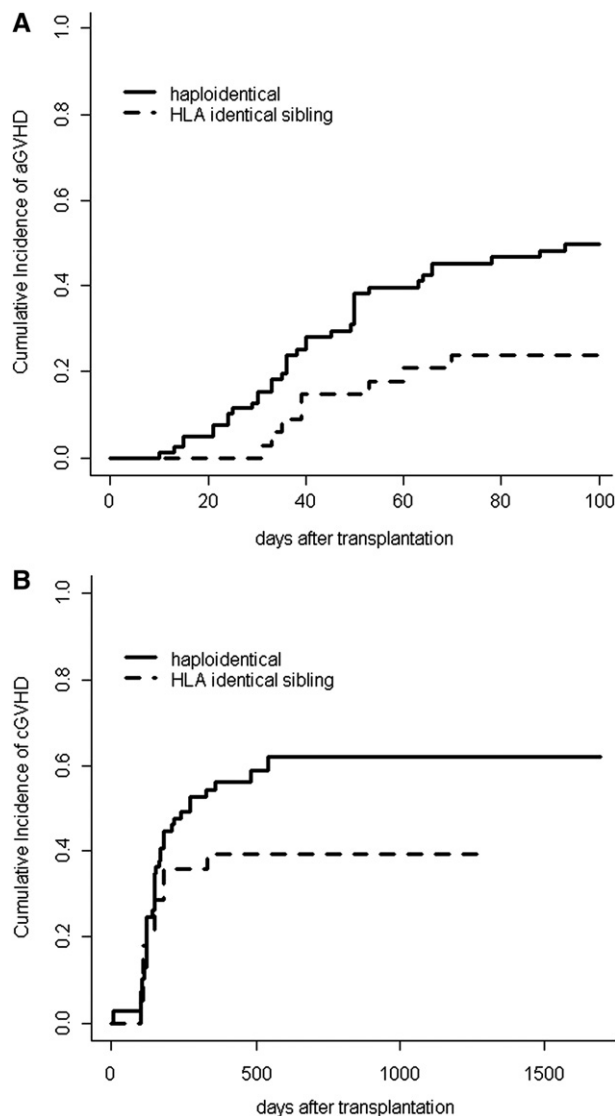 A
Cumulative Incidence of aGVHD
1.0
0.8
0.6
0.4
0.2
0.0
haploidentical
HLA identical sibling
0 20 40 60 80 100
days after transplantation
B
Cumulative Incidence of cGVHD
1.0
0.8
0.6
0.4
0.2
0.0
haploidentical
HLA identical sibling
0 500 1000 1500
days after transplantation